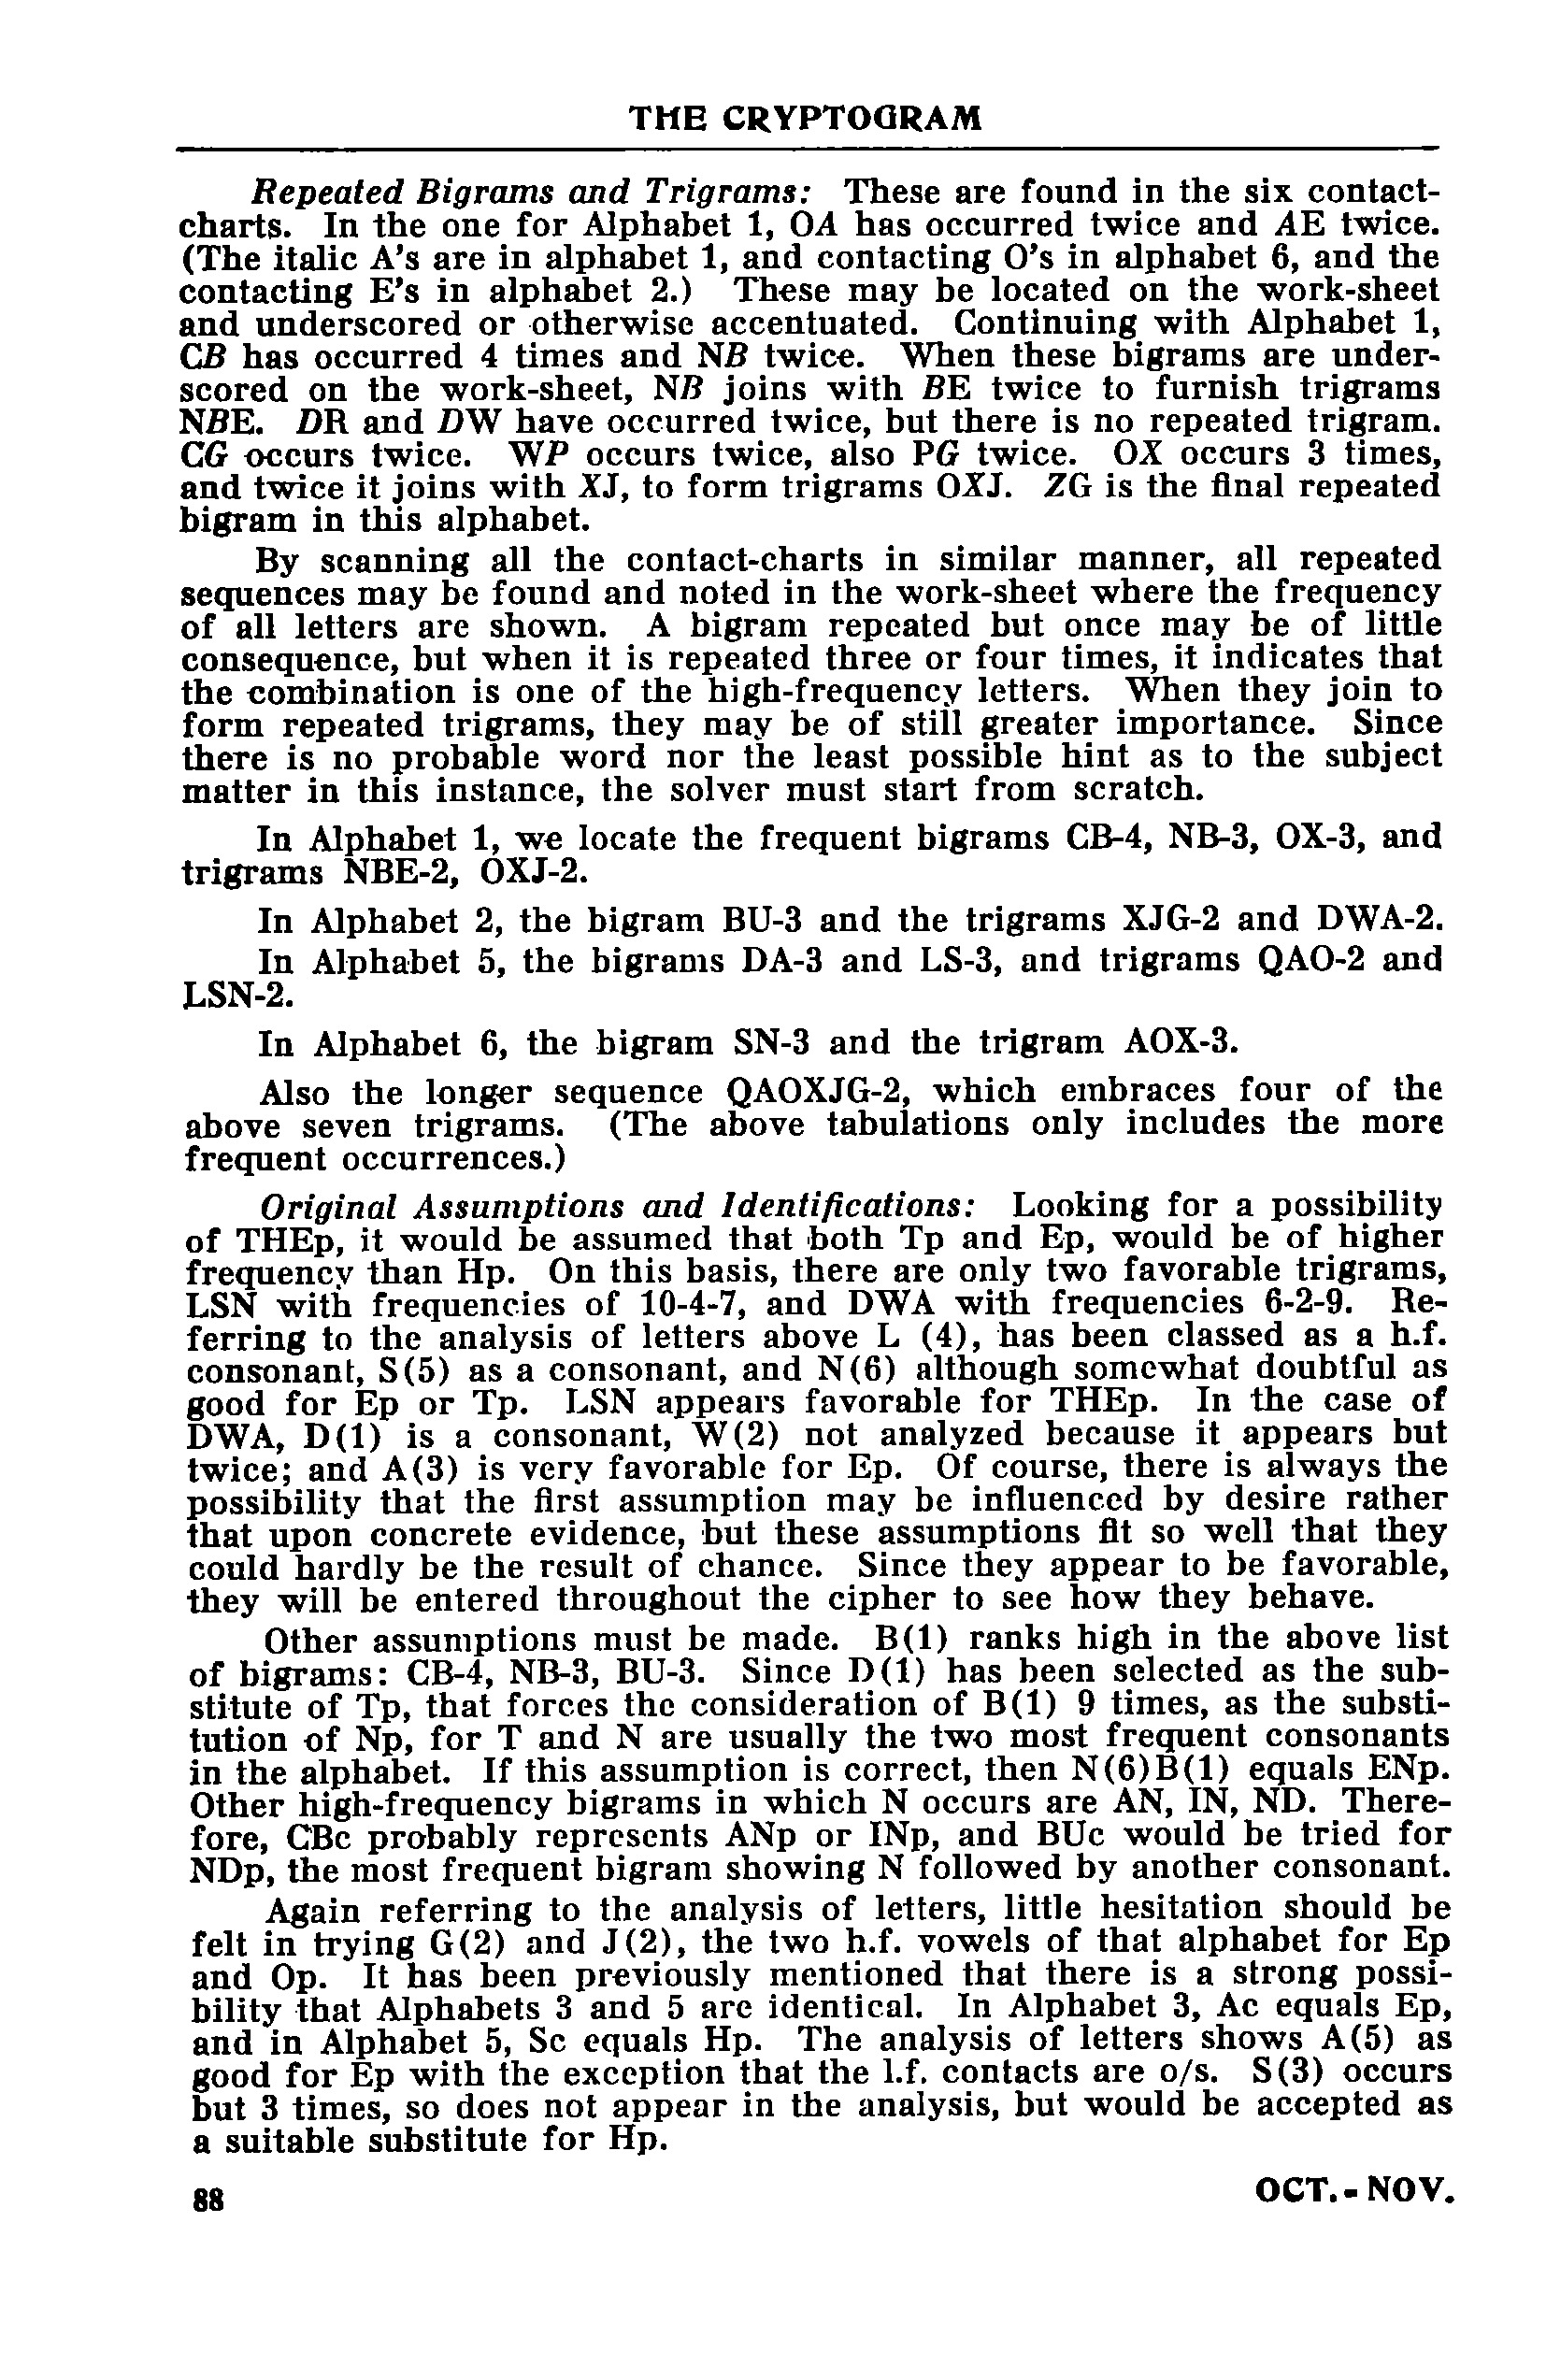 THE CRYPTOGRAM
Repeated Bigrams and Trigrams: These are found in the six contact-
charts. In the one for Alphabet 1, OA has occurred twice and AE twice.
(The italic A's are in alphabet 1, and contacting O's in alphabet 6, and the
contacting E's in alphabet 2.) These may be located on the work-sheet
and underscored or otherwise accentuated. Continuing with Alphabet 1,
CB has occurred 4 times and NB twice. When these bigrams are under-
scored on the work-sheet, NB joins with BE twice to furnish trigrams
NBE. DR and DW have occurred twice, but there is no repeated trigram.
CG occurs twice. WP occurs twice, also PG twice. OX occurs 3 times,
and twice it joins with XJ, to form trigrams OXJ. ZG is the final repeated
bigram in this alphabet.
By scanning all the contact-charts in similar manner, all repeated
sequences may be found and noted in the work-sheet where the frequency
of all letters are shown. A bigram repeated but once may be of little
consequence, but when it is repeated three or four times, it indicates that
the combination is one of the high-frequency letters. When they join to
form repeated trigrams, they may be of still greater importance. Since
there is no probable word nor the least possible hint as to the subject
matter in this instance, the solver must start from scratch.
In Alphabet 1, we locate the frequent bigrams CB-4, NB-3, OX-3, and
trigrams NBE-2, OXJ-2.
In Alphabet 2, the bigram BU-3 and the trigrams XJG-2 and DWA-2.
In Alphabet 5, the bigrams DA-3 and LS-3, and trigrams QAO-2 and
LSN-2.
In Alphabet 6, the bigram SN-3 and the trigram AOX-3.
Also the longer sequence QAOXJG-2, which embraces four of the
above seven trigrams. (The above tabulations only includes the more
frequent occurrences.)
Original Assumptions and Identifications: Looking for a possibility
of THEp, it would be assumed that both Tp and Ep, would be of higher
frequency than Hp. On this basis, there are only two favorable trigrams,
LSN with frequencies of 10-4-7, and DWA with frequencies 6-2-9. Re-
ferring to the analysis of letters above L (4), has been classed as a h.f.
consonant, S(5) as a consonant, and N(6) although somewhat doubtful as
good for Ep or Tp. LSN appears favorable for THEp. In the case of
DWA, D(1) is a consonant, W(2) not analyzed because it appears but
twice; and A(3) is very favorable for Ep. Of course, there is always the
possibility that the first assumption may be influenced by desire rather
that upon concrete evidence, but these assumptions fit so well that they
could hardly be the result of chance. Since they appear to be favorable,
they will be entered throughout the cipher to see how they behave.
Other assumptions must be made. B(1) ranks high in the above list
of bigrams: CB-4, NB-3, BU-3. Since D(1) has been selected as the sub-
stitute of Tp, that forces the consideration of B(1) 9 times, as the substi-
tution of Np, for T and N are usually the two most frequent consonants
in the alphabet. If this assumption is correct, then N(6)B(1) equals ENp.
Other high-frequency bigrams in which N occurs are AN, IN, ND. There-
fore, CBc probably represents ANp or INp, and BUc would be tried for
NDp, the most frequent bigram showing N followed by another consonant.
Again referring to the analysis of letters, little hesitation should be
felt in trying G(2) and J(2), the two h.f. vowels of that alphabet for Ep
and Op. It has been previously mentioned that there is a strong possi-
bility that Alphabets 3 and 5 are identical. In Alphabet 3, Ac equals Ep,
and in Alphabet 5, Sc equals Hp. The analysis of letters shows A(5) as
good for Ep with the exception that the l.f. contacts are o/s. S(3) occurs
but 3 times, so does not appear in the analysis, but would be accepted as
a suitable substitute for Hp.
88
OCT.-NOV.